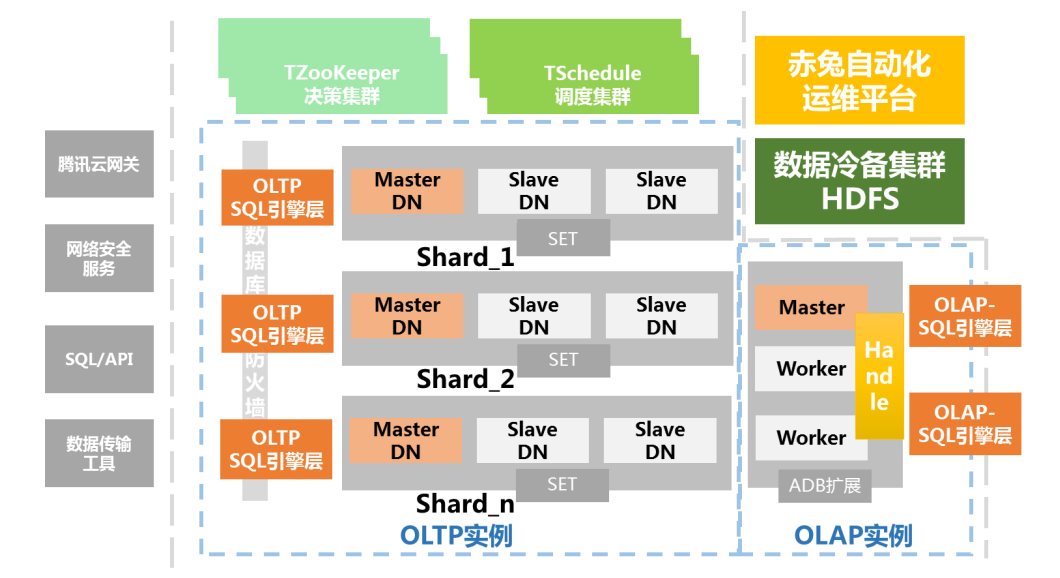 TZooKeeper
决策集群
TSchedule
调度集群
赤兔自动化
运维平台
数据冷备集群
HDFS
腾讯云网关
网络安全
服务
SQL/API
数据传输
工具
数据库防火墙
OLTP
SQL引擎层
Master
DN
Slave
DN
Slave
DN
SET
Shard_1
OLTP
SQL引擎层
Master
DN
Slave
DN
Slave
DN
SET
Shard_2
OLTP
SQL引擎层
Master
DN
Slave
DN
Slave
DN
SET
Shard_n
OLTP实例
Master
Worker
Worker
Ha
nd
le
ADB扩展
OLAP-
SQL引擎层
OLAP-
SQL引擎层
OLAP实例